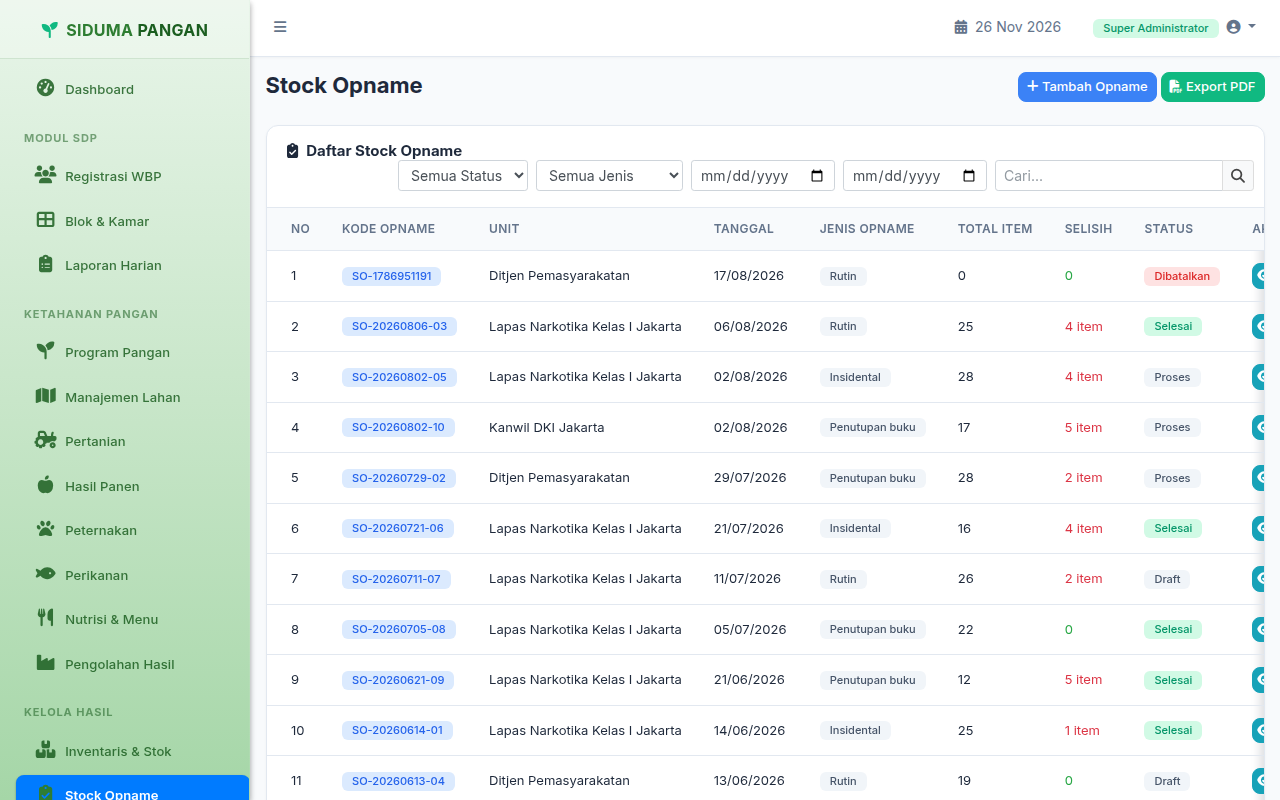 SIDUMA PANGAN
26 Nov 2026
Super Administrator
Dashboard
MODUL SDP
Registrasi WBP
Blok & Kamar
Laporan Harian
KETAHANAN PANGAN
Program Pangan
Manajemen Lahan
Pertanian
Hasil Panen
Peternakan
Perikanan
Nutrisi & Menu
Pengolahan Hasil
KELOLA HASIL
Inventaris & Stok
Stock Opname
Stock Opname
Tambah Opname
Export PDF
Daftar Stock Opname
Semua Status Semua Jenis mm/dd/yyyy mm/dd/yyyy Cari...
NO KODE OPNAME UNIT TANGGAL JENIS OPNAME TOTAL ITEM SELISIH STATUS
1 SO-1786951191 Ditjen Pemasyarakatan 17/08/2026 Rutin 0 0 Dibatalkan
2 SO-20260806-03 Lapas Narkotika Kelas I Jakarta 06/08/2026 Rutin 25 4 item Selesai
3 SO-20260802-05 Lapas Narkotika Kelas I Jakarta 02/08/2026 Insidental 28 4 item Proses
4 SO-20260802-10 Kanwil DKI Jakarta 02/08/2026 Penutupan buku 17 5 item Proses
5 SO-20260729-02 Ditjen Pemasyarakatan 29/07/2026 Penutupan buku 28 2 item Proses
6 SO-20260721-06 Lapas Narkotika Kelas I Jakarta 21/07/2026 Insidental 16 4 item Selesai
7 SO-20260711-07 Lapas Narkotika Kelas I Jakarta 11/07/2026 Rutin 26 2 item Draft
8 SO-20260705-08 Lapas Narkotika Kelas I Jakarta 05/07/2026 Penutupan buku 22 0 Selesai
9 SO-20260621-09 Lapas Narkotika Kelas I Jakarta 21/06/2026 Penutupan buku 12 5 item Selesai
10 SO-20260614-01 Lapas Narkotika Kelas I Jakarta 14/06/2026 Insidental 25 1 item Selesai
11 SO-20260613-04 Ditjen Pemasyarakatan 13/06/2026 Rutin 19 0 Draft